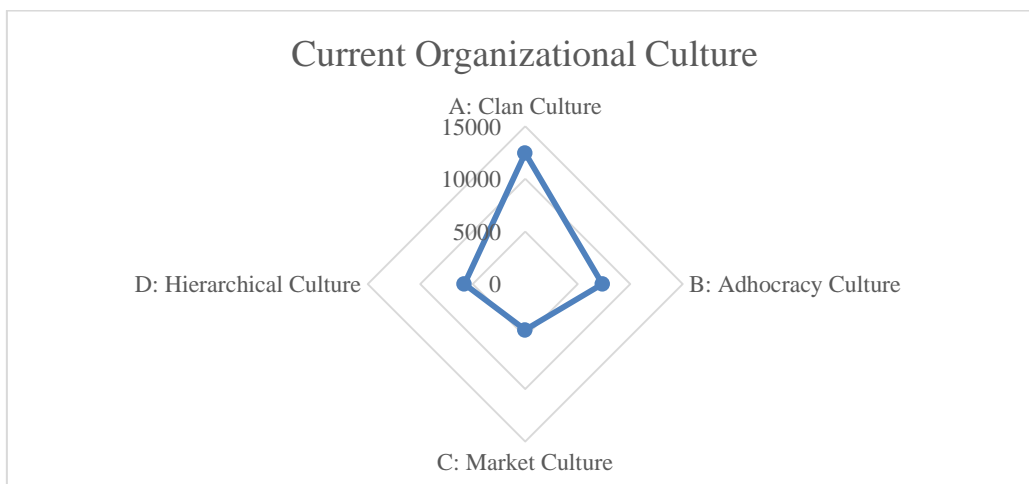 Current Organizational Culture
A: Clan Culture
15000
10000
5000
0
D: Hierarchical Culture
B: Adhocracy Culture
C: Market Culture